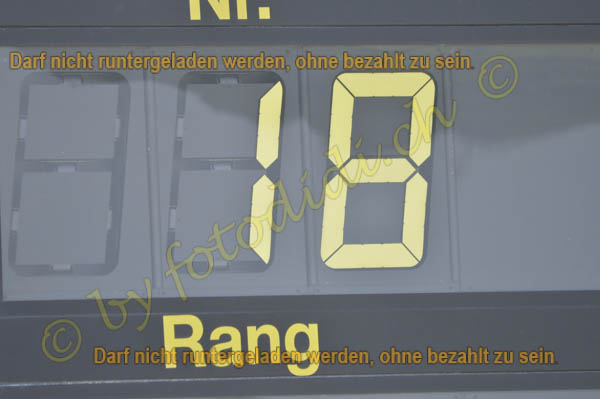 Nr.
Darf nicht runtergeladen werden, ohne bezahlt zu sein.
18
© by fotodidi.ch ©
Rang
Darf nicht runtergeladen werden, ohne bezahlt zu sein.